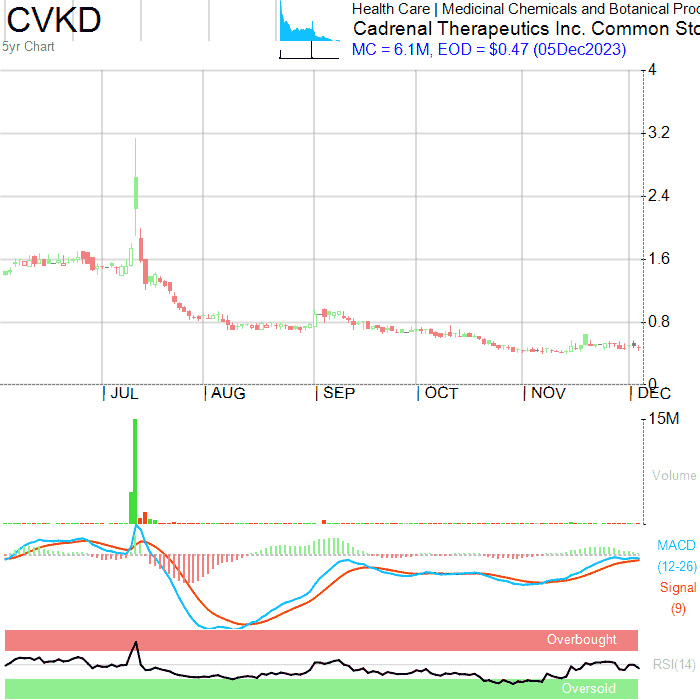 CVKD
5yr Chart
Health Care | Medicinal Chemicals and Botanical Pro
Cadrenal Therapeutics Inc. Common Sto
MC = 6.1M, EOD = $0.47 (05Dec2023)
4
3.2
2.4
1.6
0.8
0
JUL AUG SEP OCT NOV DEC
15M
Volume
MACD
(12-26)
Signal
(9)
Overbought
RSI(14)
Oversold